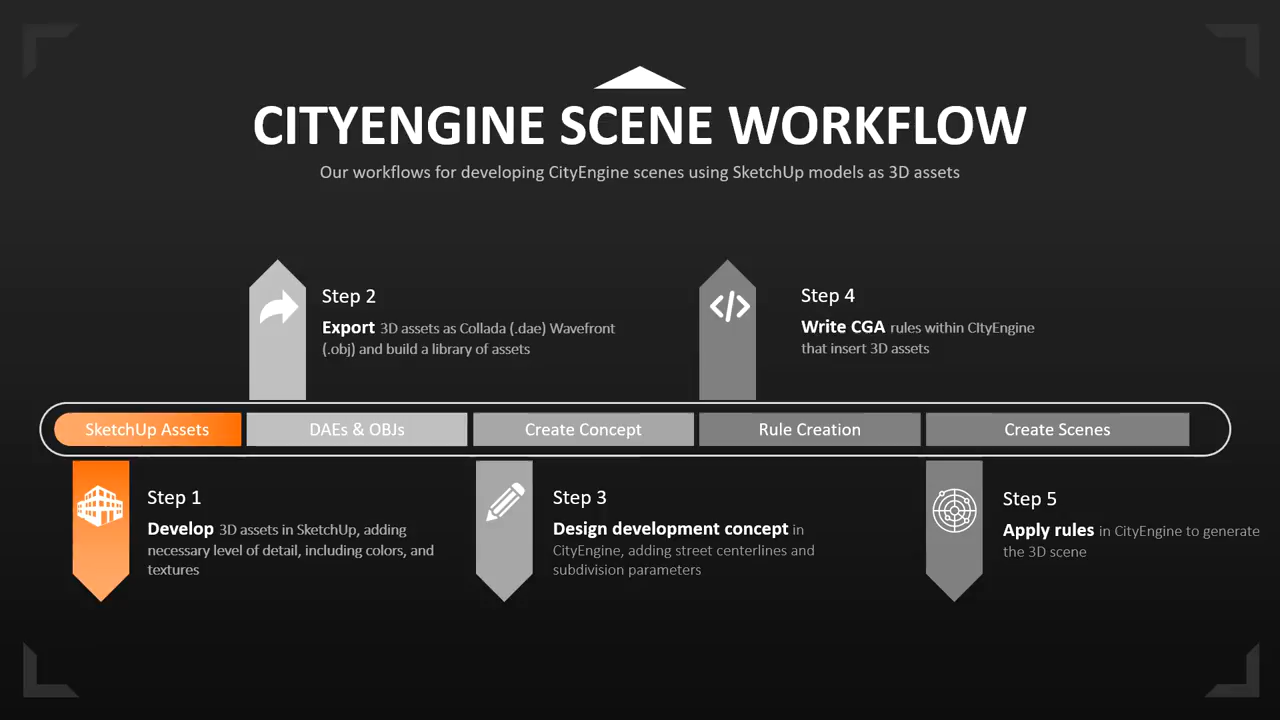 CITYENGINE SCENE WORKFLOW
Our workflows for developing CityEngine scenes using SketchUp models as 3D assets
Step 2
Export 3D assets as Collada (.dae) Wavefront
(.obj) and build a library of assets
Step 4
Write CGA rules within CItyEngine
that insert 3D assets
SketchUp Assets
DAEs & OBJs
Create Concept
Rule Creation
Create Scenes
Step 1
Develop 3D assets in SketchUp, adding
necessary level of detail, including colors, and
textures
Step 3
Design development concept in
CityEngine, adding street centerlines and
subdivision parameters
Step 5
Apply rules in CityEngine to generate
the 3D scene